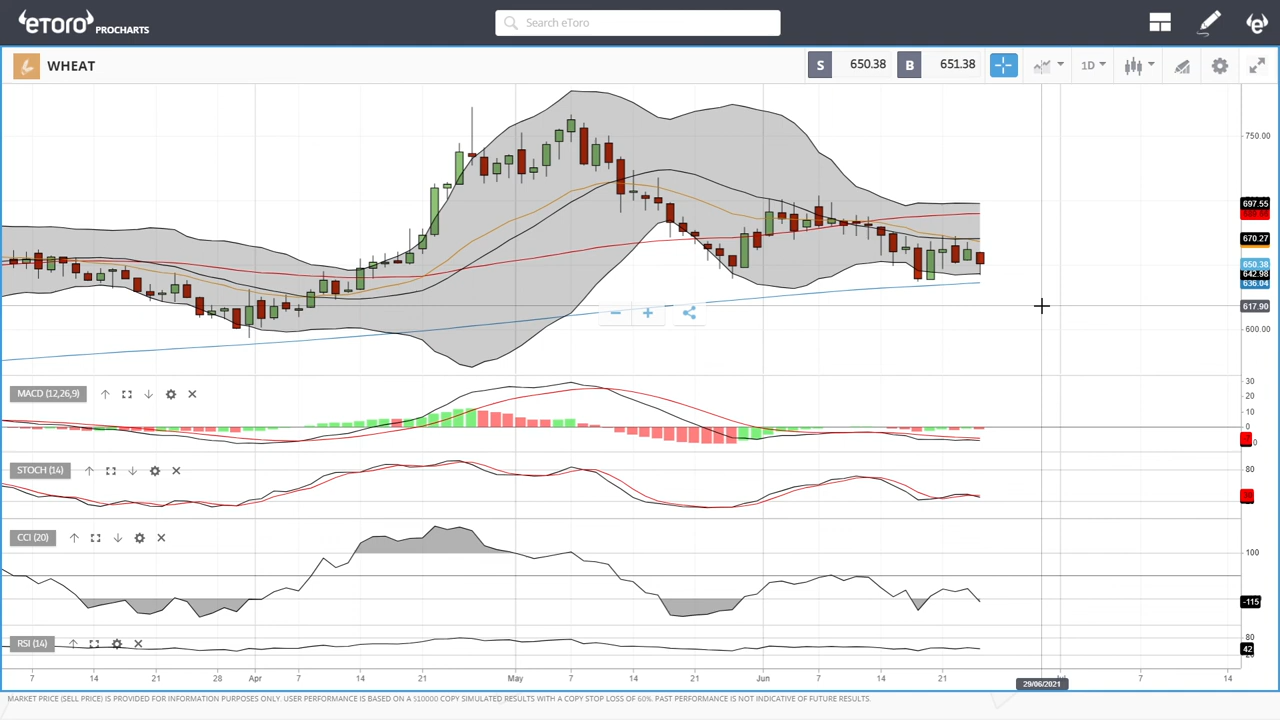 eToro PROCHARTS
Search eToro
WHEAT
S 650.38 B 651.38
1D
750.00
697.55
670.27
650.38
642.98
636.04
617.90
600.00
MACD (12,26,9)
30
20
10
0
STOCH (14)
80
CCI (20)
100
-115
RSI (14)
80
42
7 14 21 28 Apr 7 14 21 May 7 14 21 Jun 7 14 21 29/06/2021 7 14
MARKET PRICE (SELL PRICE) IS PROVIDED FOR INFORMATION PURPOSES ONLY. USER PERFORMANCE IS BASED ON A $10000 COPY SIMULATED RESULTS WITH A COPY STOP LOSS OF 60%. PAST PERFORMANCE IS NOT INDICATIVE OF FUTURE RESULTS.